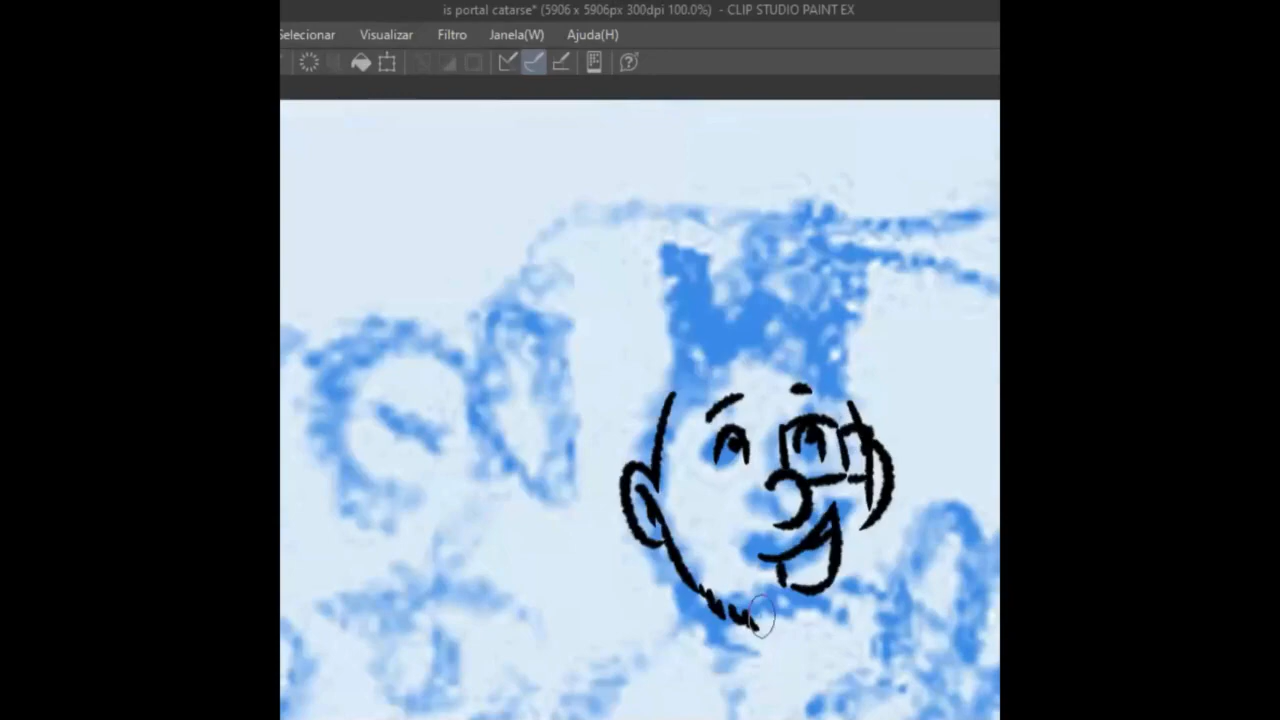 is portal catarse* (5906 x 5906px 300dpi 100.0%) - CLIP STUDIO PAINT EX
Selecionar Visualizar Filtro Janela(W) Ajuda(H)